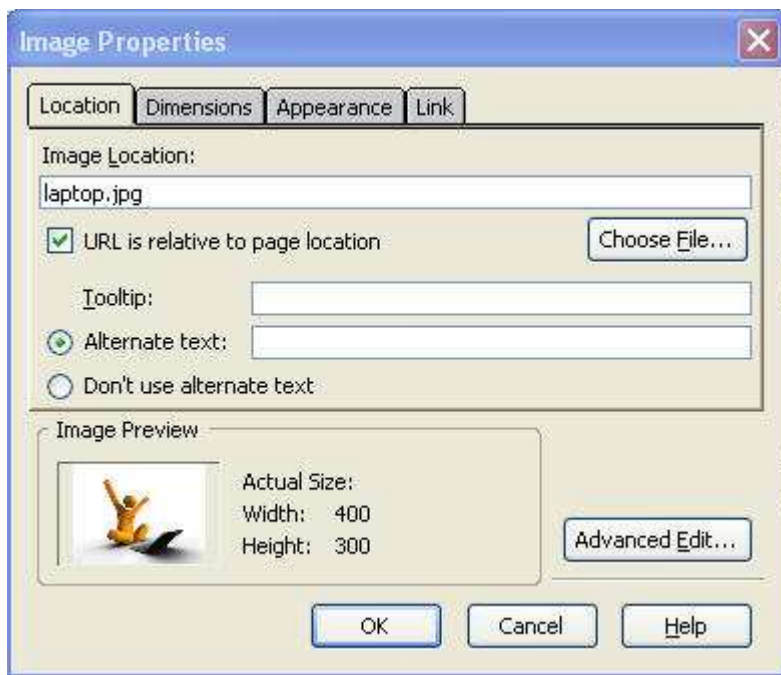 Image Properties
Location Dimensions Appearance Link
Image Location:
laptop.jpg
URL is relative to page location Choose File...
Tooltip:
Alternate text:
Don't use alternate text
Image Preview
Actual Size:
Width: 400
Height: 300
Advanced Edit...
OK Cancel Help